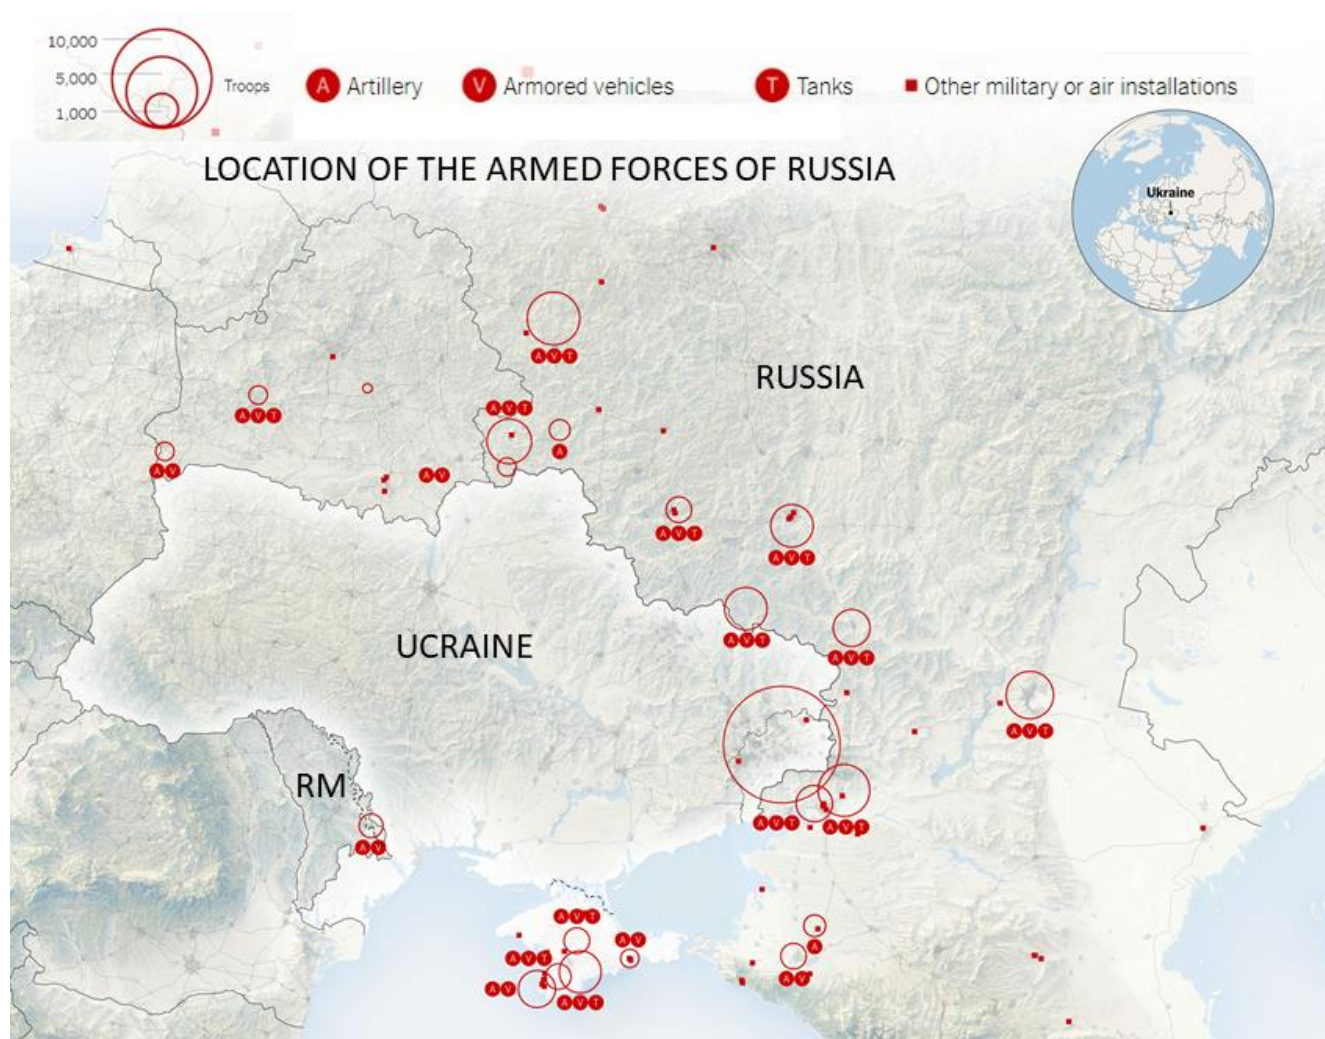 10,000
5,000
1,000
Troops
A Artillery
V Armored vehicles
T Tanks
Other military or air installations
LOCATION OF THE ARMED FORCES OF RUSSIA
Ukraine
A V T
RUSSIA
A V T
A V T
A
A V
A V
A V T
A V T
A V T
UCRAINE
A V T
A V T
RM
A V T
A V T
A V
A V T
A V
A
A V T
A V
A V
A V T